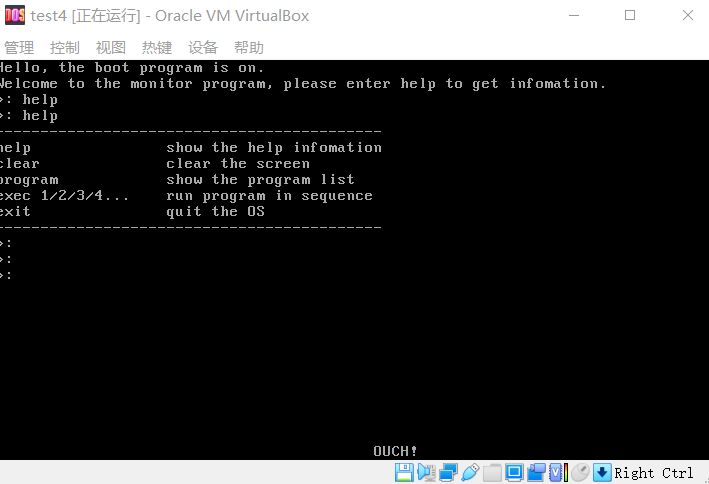 test4 [正在运行] - Oracle VM VirtualBox
管理 控制 视图 热键 设备 帮助
Hello, the boot program is on.
Welcome to the monitor program, please enter help to get infomation.
>: help
>: help
-------------------------------------------
help show the help infomation
clear clear the screen
program show the program list
exec 1/2/3/4... run program in sequence
exit quit the OS
-------------------------------------------
>:
>:
>:
OUCH!
Right Ctrl